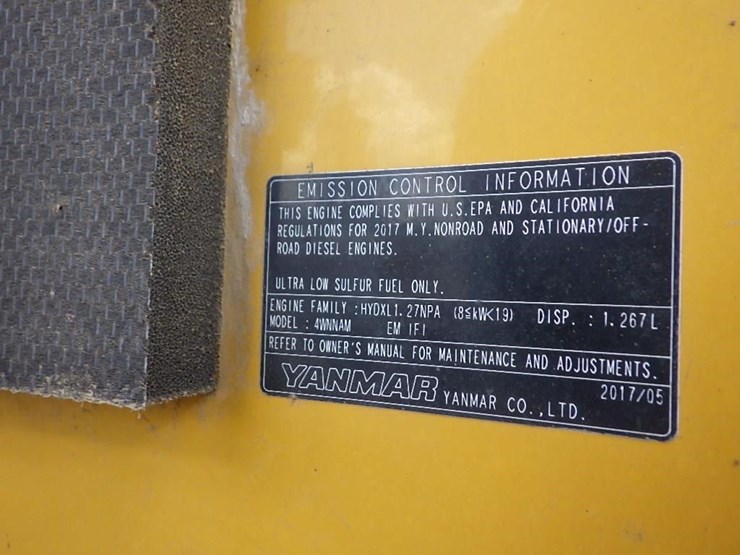 EMISSION CONTROL INFORMATION
THIS ENGINE COMPLIES WITH U.S.EPA AND CALIFORNIA
REGULATIONS FOR 2017 M.Y.NONROAD AND STATIONARY/OFF-
ROAD DIESEL ENGINES.
ULTRA LOW SULFUR FUEL ONLY.
ENGINE FAMILY :HYDXL1.27NPA (8≤kW<19) DISP. : 1.267L
MODEL : 4WNNAM EM IFI
REFER TO OWNER'S MANUAL FOR MAINTENANCE AND ADJUSTMENTS.
2017/05
YANMAR YANMAR CO.,LTD.